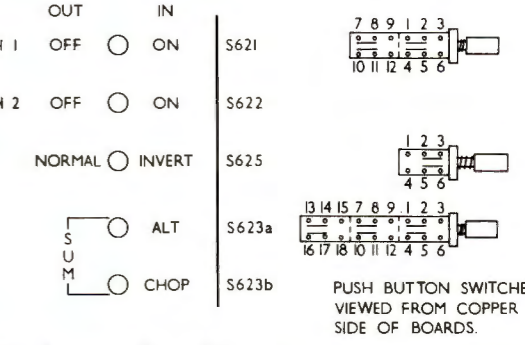 OUT IN
OFF ON S621
2 OFF ON S622
NORMAL INVERT S625
SUM
ALT S623a
CHOP S623b
7 8 9 1 2 3
10 11 12 4 5 6
1 2 3
4 5 6
13 14 15 7 8 9 1 2 3
16 17 18 10 11 12 4 5 6
PUSH BUTTON SWITCHE
VIEWED FROM COPPER
SIDE OF BOARDS.